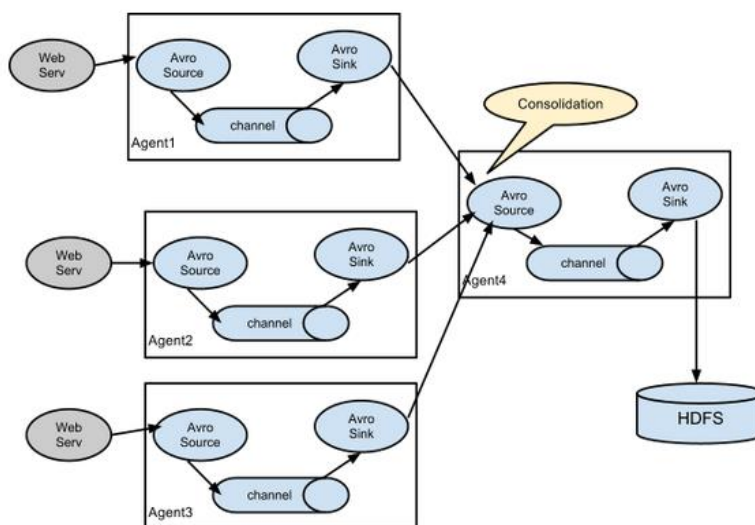 Web
Serv
Avro
Source
Avro
Sink
channel
Agent1
Consolidation
Web
Serv
Avro
Source
Avro
Sink
channel
Agent2
Avro
Source
Avro
Sink
channel
Agent4
Web
Serv
Avro
Source
Avro
Sink
channel
Agent3
HDFS